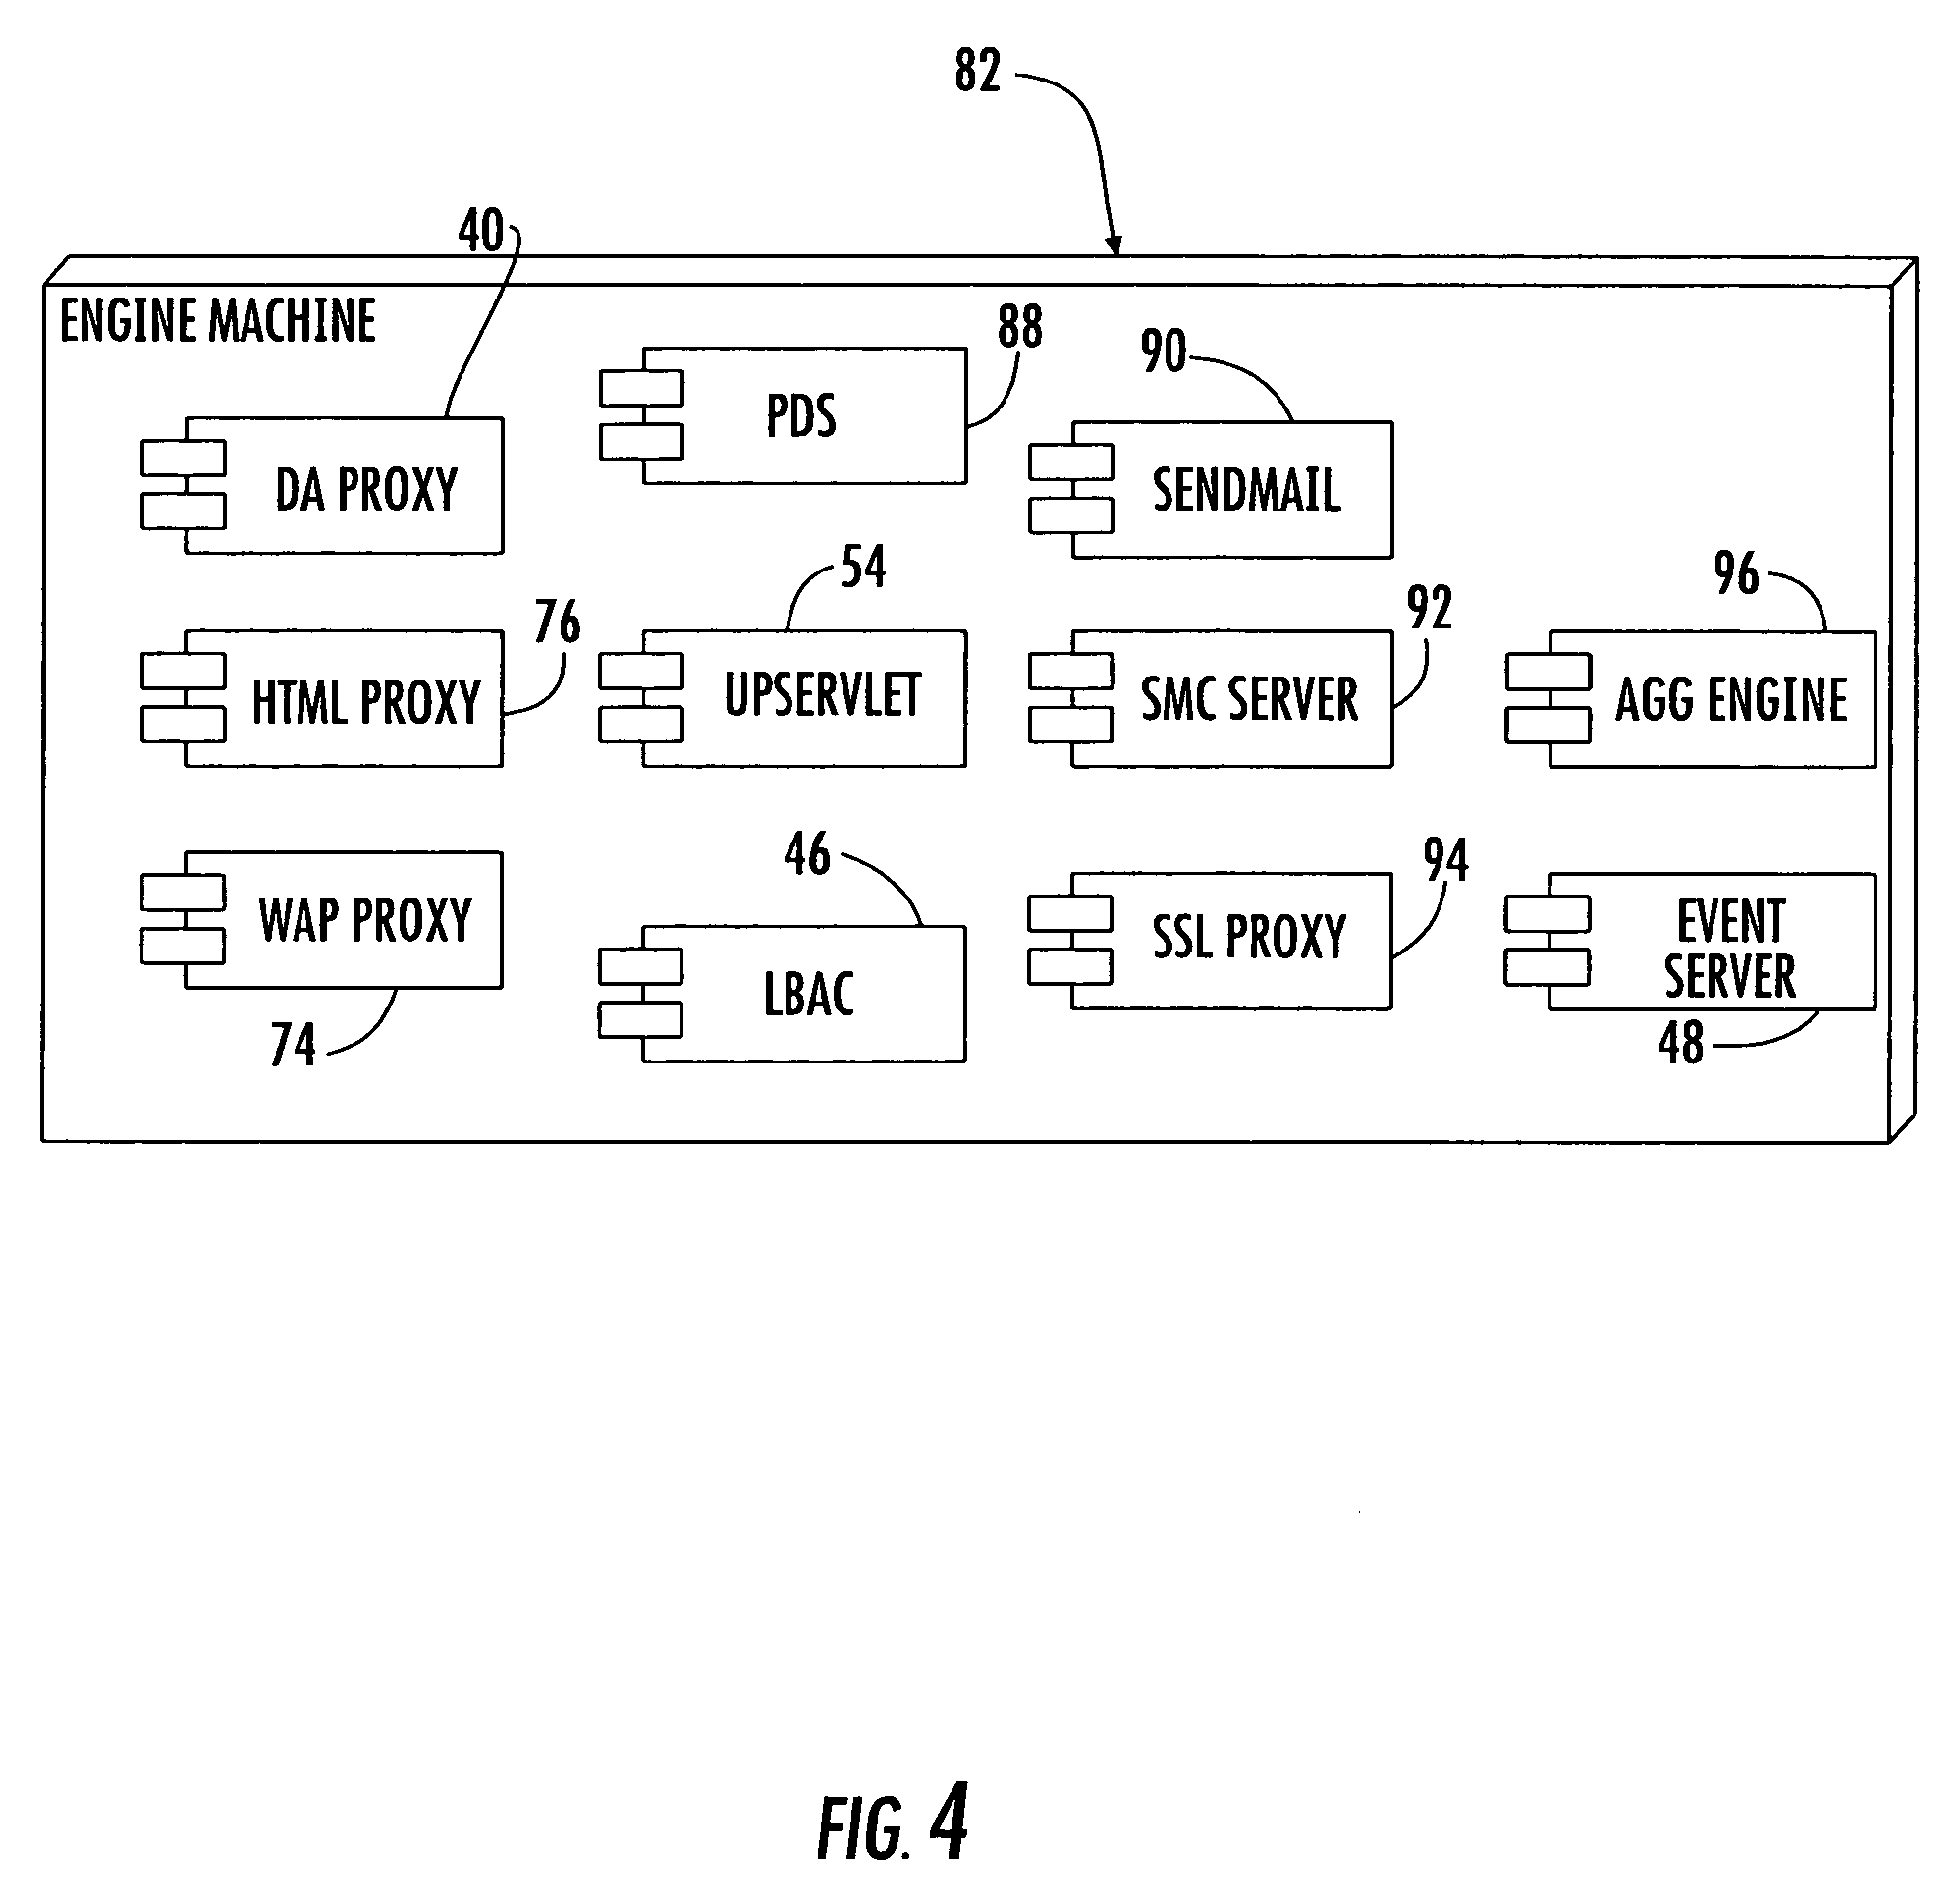 82
40
ENGINE MACHINE
88
90
PDS
DA PROXY
SENDMAIL
54
96
76
92
HTML PROXY
UPSERVLET
SMC SERVER
AGG ENGINE
46
94
WAP PROXY
LBAC
SSL PROXY
EVENT
SERVER
74
48
FIG. 4